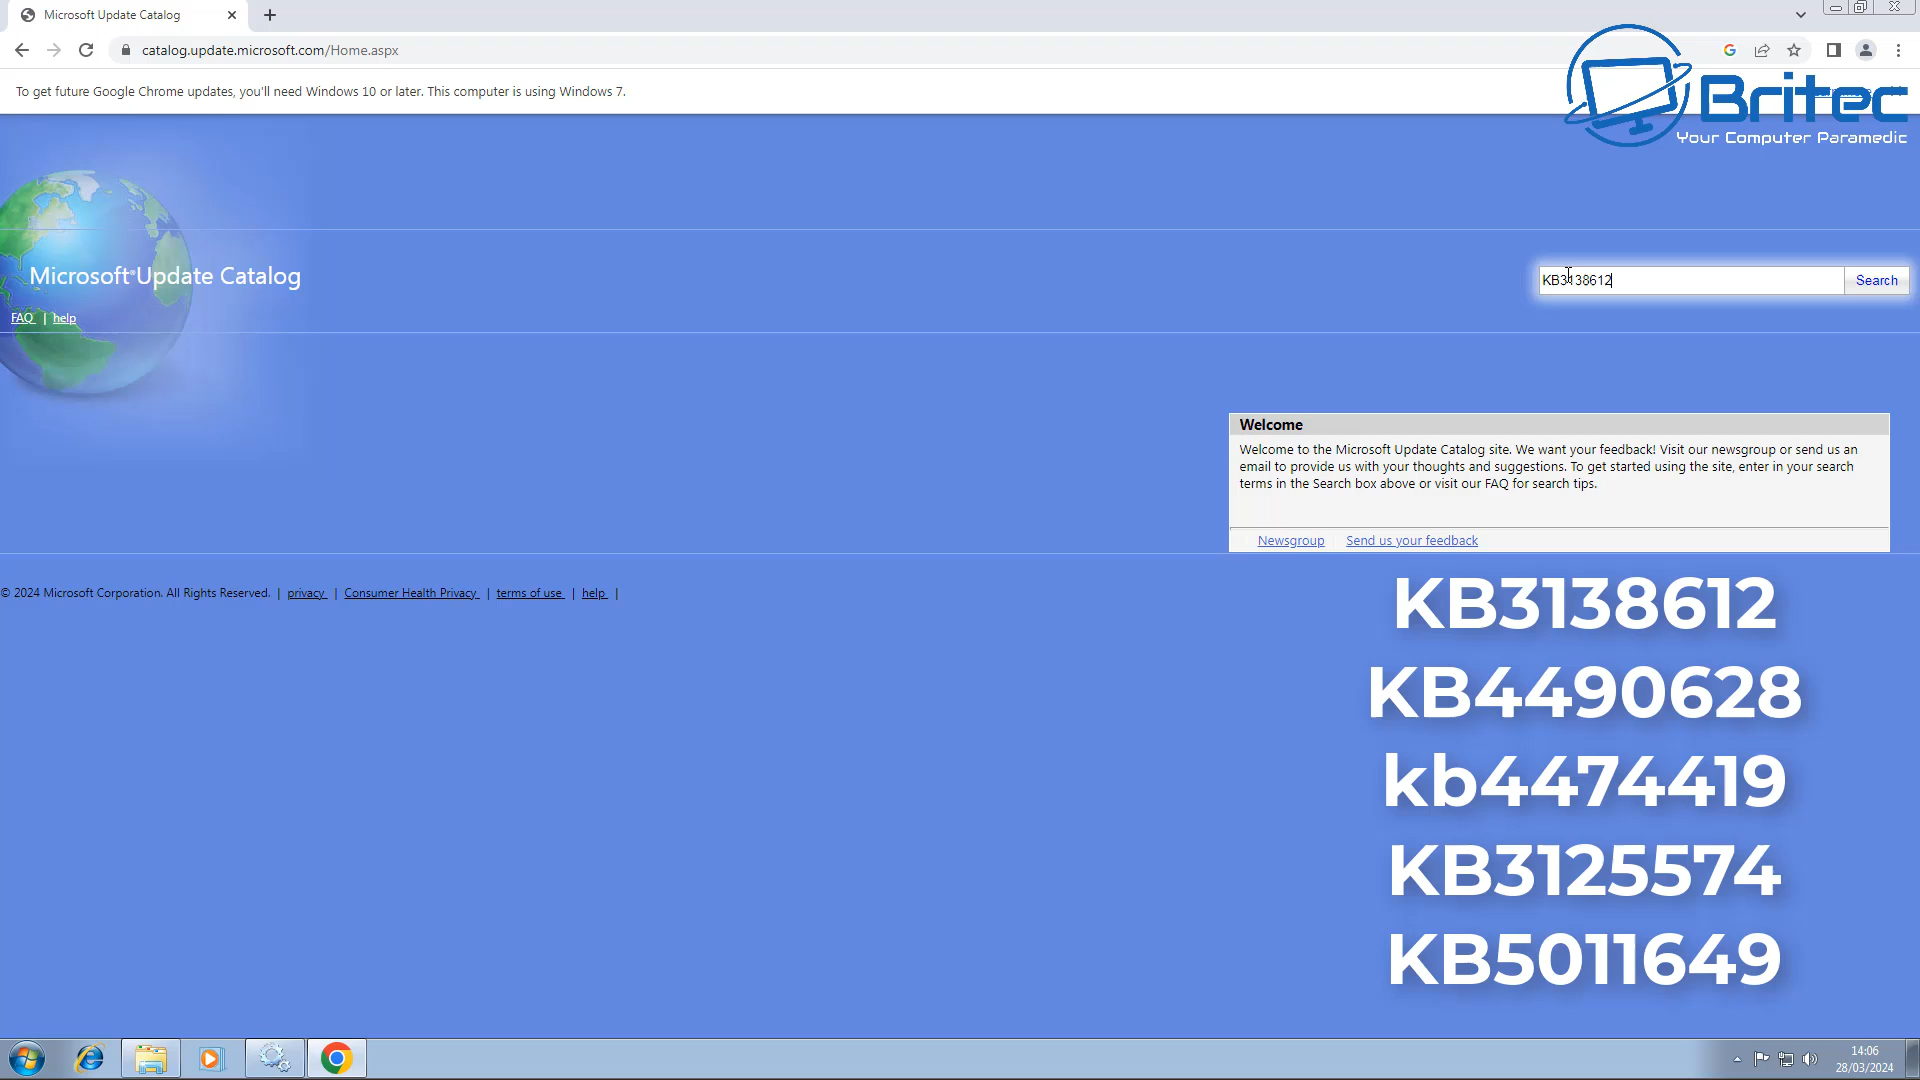 Microsoft Update Catalog
catalog.update.microsoft.com/Home.aspx
To get future Google Chrome updates, you'll need Windows 10 or later. This computer is using Windows 7.
Britec
Your Computer Paramedic
Microsoft® Update Catalog
KB3138612
Search
FAQ | help
Welcome
Welcome to the Microsoft Update Catalog site. We want your feedback! Visit our newsgroup or send us an
email to provide us with your thoughts and suggestions. To get started using the site, enter in your search
terms in the Search box above or visit our FAQ for search tips.
Newsgroup Send us your feedback
© 2024 Microsoft Corporation. All Rights Reserved. | privacy | Consumer Health Privacy | terms of use | help |
KB3138612
KB4490628
kb4474419
KB3125574
KB5011649
14:06
28/03/2024